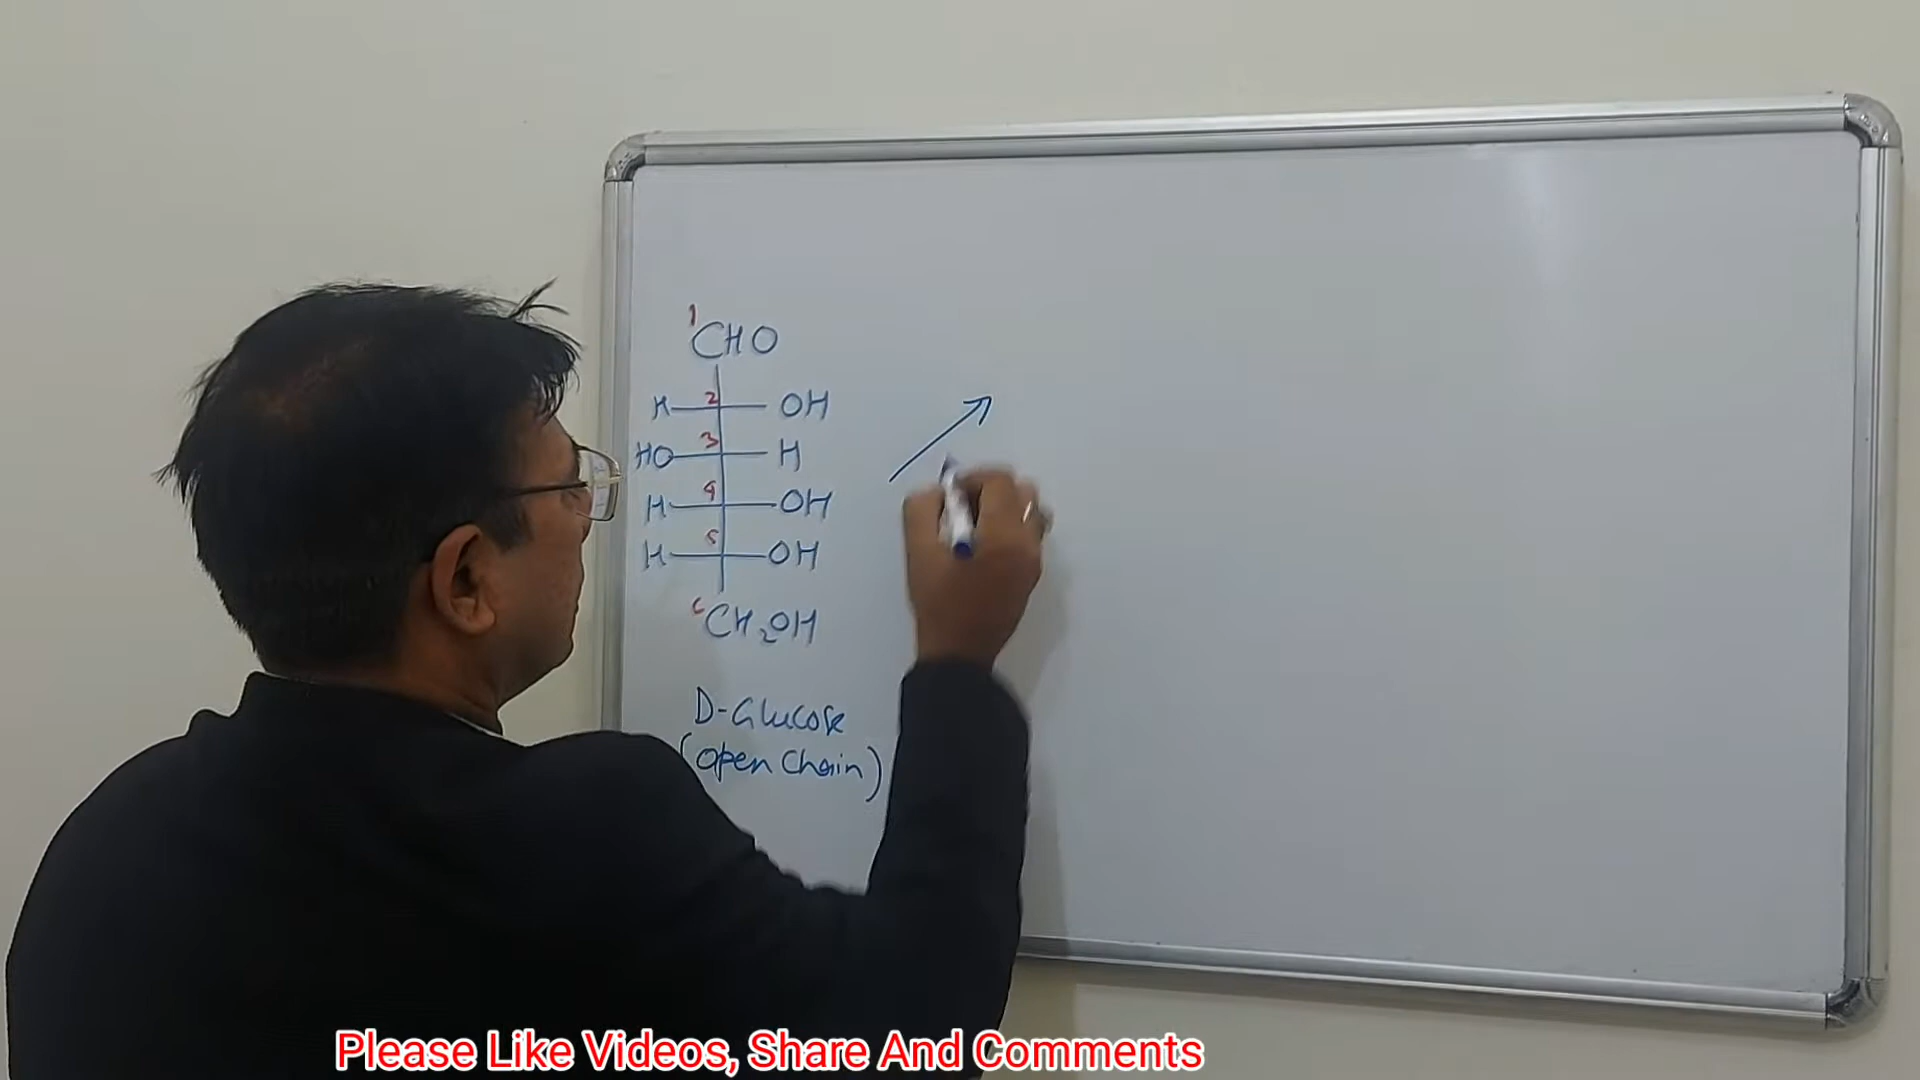 1
CHO
H 2 OH
HO 3 H
H 4 OH
H 5 OH
6
CH2OH
D-Glucose
(open Chain)
Please Like Videos, Share And Comments